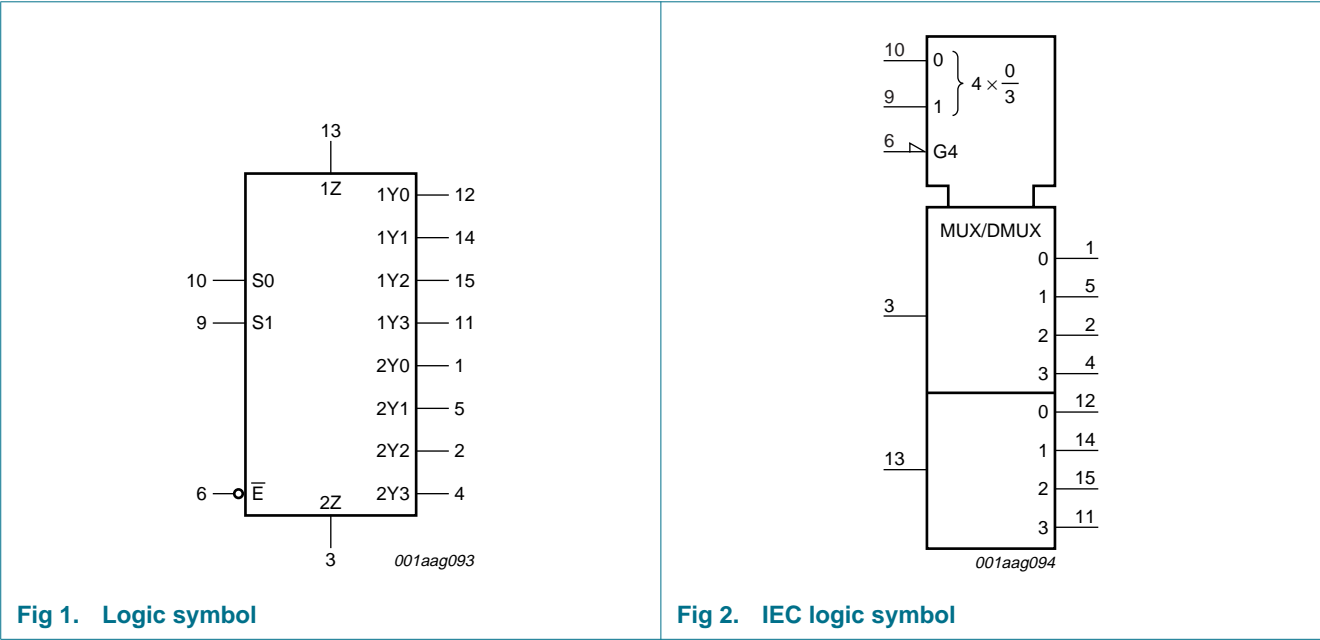 13
1Z
1Y0 12
1Y1 14
10 S0 1Y2 15
9 S1 1Y3 11
2Y0 1
2Y1 5
2Y2 2
6 E̅ 2Y3 4
2Z
3
001aag093
Fig 1. Logic symbol
10 0
9 1
} 4 × 0/3
6 G4
MUX/DMUX
0 1
1 5
3
2 2
3 4
0 12
1 14
13
2 15
3 11
001aag094
Fig 2. IEC logic symbol